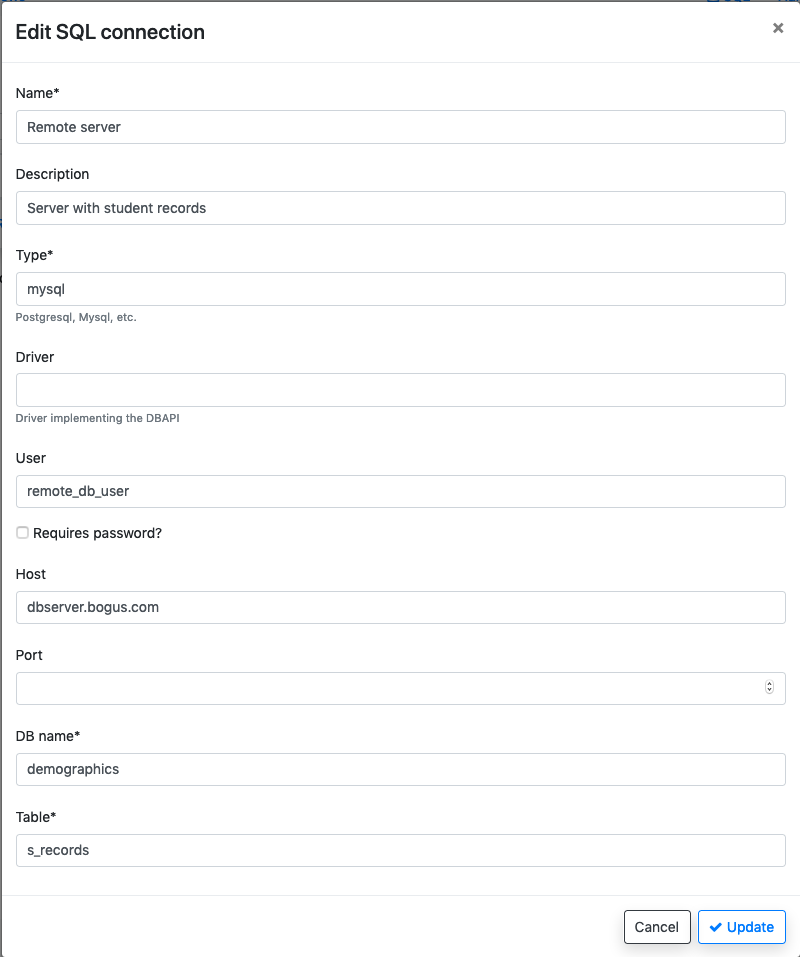 Edit SQL connection ×
Name*
Remote server
Description
Server with student records
Type*
mysql
Postgresql, Mysql, etc.
Driver
Driver implementing the DBAPI
User
remote_db_user
Requires password?
Host
dbserver.bogus.com
Port
DB name*
demographics
Table*
s_records
Cancel Update